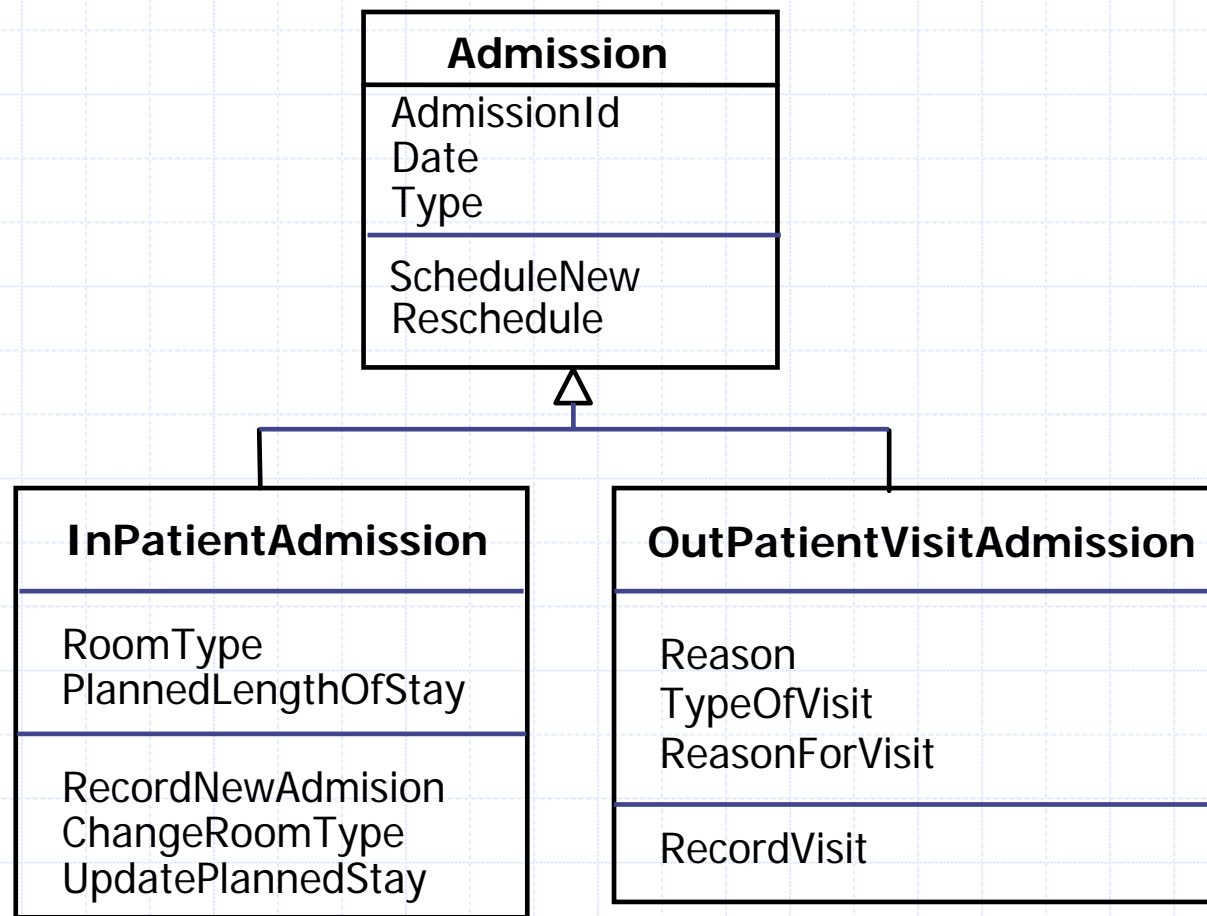 Admission
AdmissionId
Date
Type
ScheduleNew
Reschedule
InPatientAdmission
RoomType
PlannedLengthOfStay
RecordNewAdmision
ChangeRoomType
UpdatePlannedStay
OutPatientVisitAdmission
Reason
TypeOfVisit
ReasonForVisit
RecordVisit